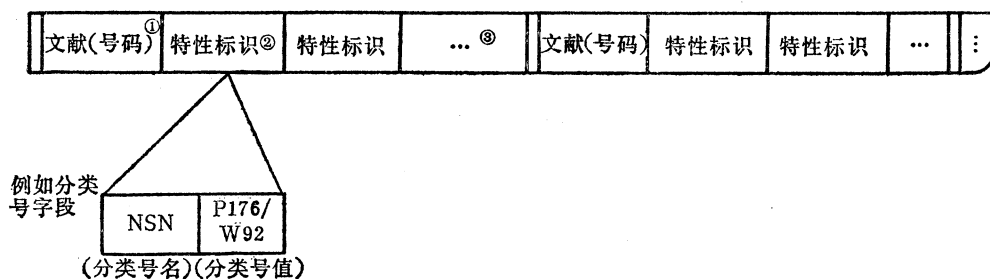 文献(号码)① 特性标识② 特性标识 …③ 文献(号码) 特性标识 特性标识 … ⋮
例如分类
号字段
NSN P176/
W92
(分类号名)(分类号值)